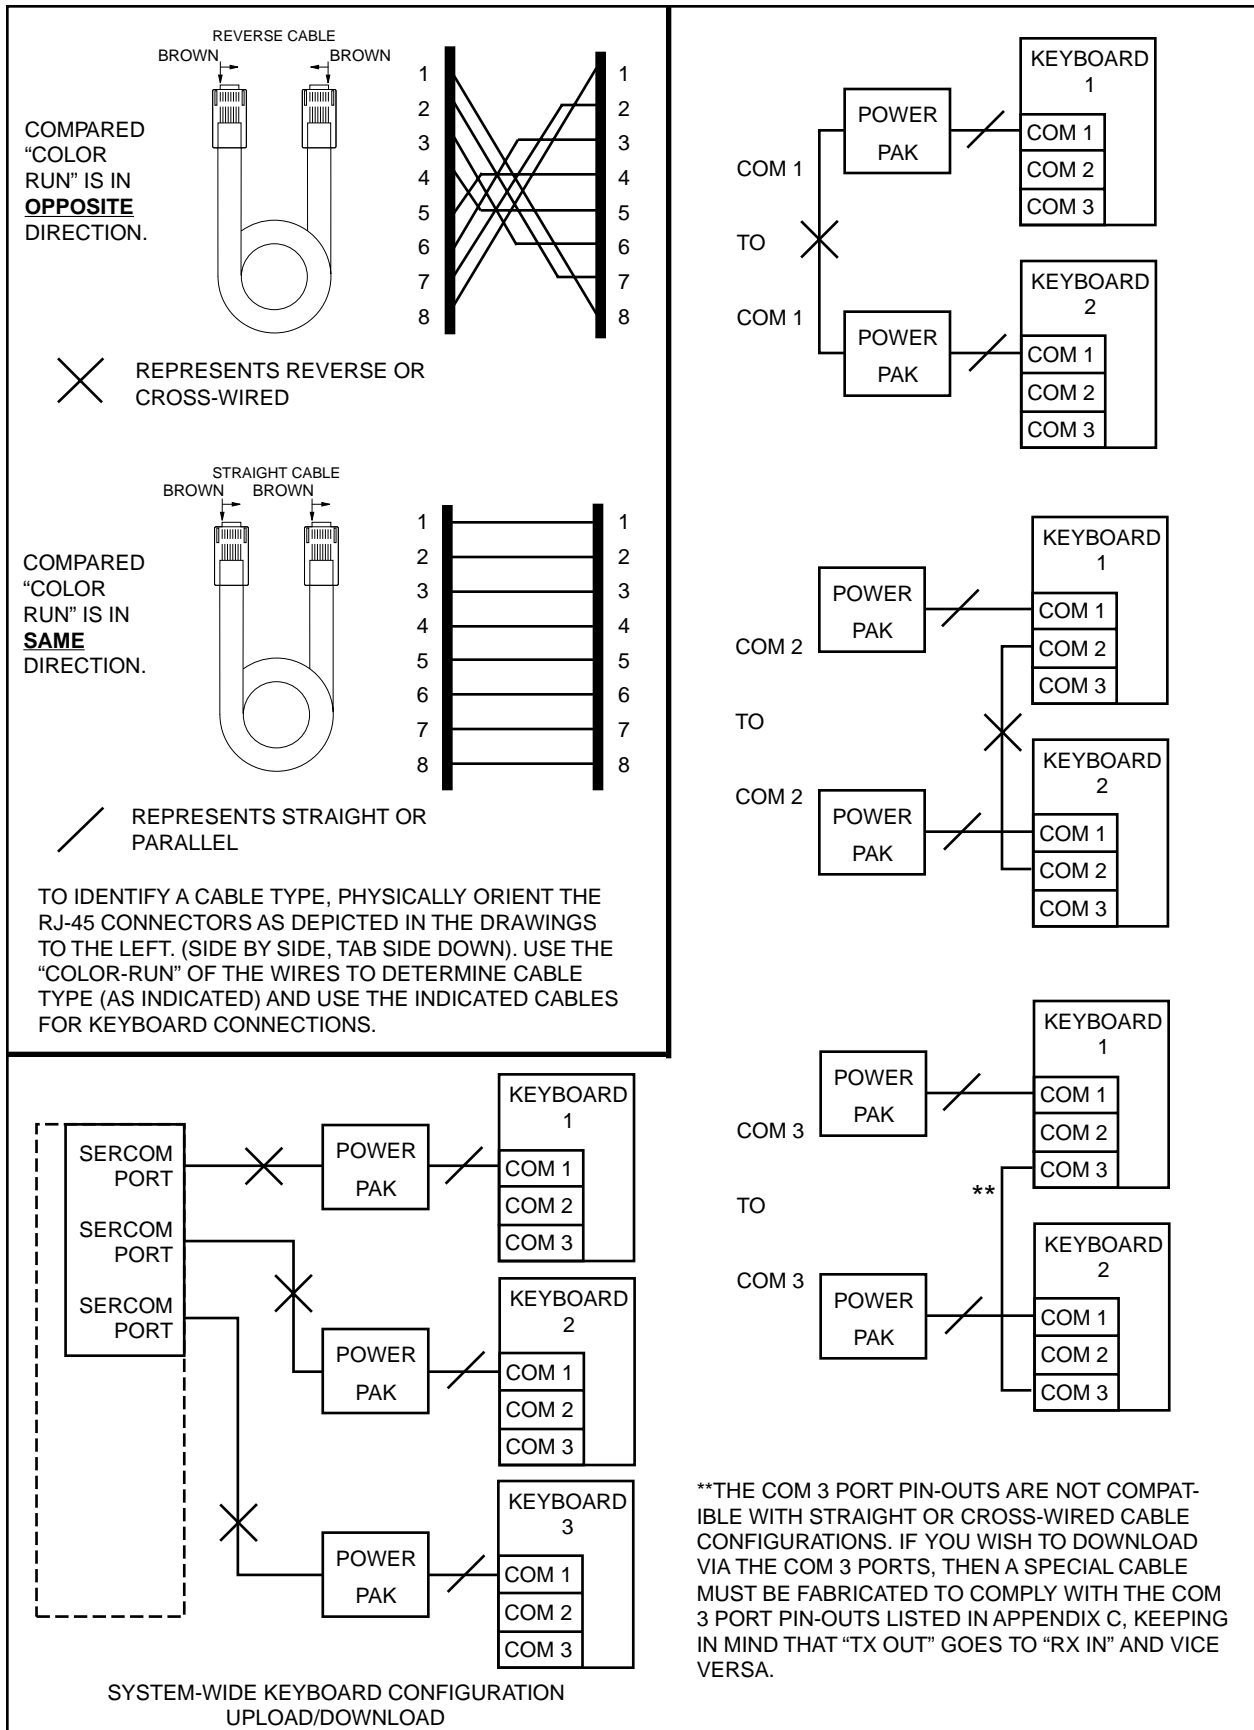 REVERSE CABLE
BROWN
BROWN
COMPARED
“COLOR
RUN” IS IN
OPPOSITE
DIRECTION.
1
2
3
4
5
6
7
8
1
2
3
4
5
6
7
8
REPRESENTS REVERSE OR
CROSS-WIRED
STRAIGHT CABLE
BROWN
BROWN
COMPARED
“COLOR
RUN” IS IN
SAME
DIRECTION.
1
2
3
4
5
6
7
8
1
2
3
4
5
6
7
8
REPRESENTS STRAIGHT OR
PARALLEL
TO IDENTIFY A CABLE TYPE, PHYSICALLY ORIENT THE
RJ-45 CONNECTORS AS DEPICTED IN THE DRAWINGS
TO THE LEFT. (SIDE BY SIDE, TAB SIDE DOWN). USE THE
“COLOR-RUN” OF THE WIRES TO DETERMINE CABLE
TYPE (AS INDICATED) AND USE THE INDICATED CABLES
FOR KEYBOARD CONNECTIONS.
SERCOM
PORT
SERCOM
PORT
SERCOM
PORT
POWER
PAK
KEYBOARD
1
COM 1
COM 2
COM 3
POWER
PAK
KEYBOARD
2
COM 1
COM 2
COM 3
POWER
PAK
KEYBOARD
3
COM 1
COM 2
COM 3
SYSTEM-WIDE KEYBOARD CONFIGURATION
UPLOAD/DOWNLOAD
COM 1
TO
COM 1
POWER
PAK
KEYBOARD
1
COM 1
COM 2
COM 3
POWER
PAK
KEYBOARD
2
COM 1
COM 2
COM 3
COM 2
TO
COM 2
POWER
PAK
KEYBOARD
1
COM 1
COM 2
COM 3
POWER
PAK
KEYBOARD
2
COM 1
COM 2
COM 3
COM 3
TO
COM 3
POWER
PAK
KEYBOARD
1
COM 1
COM 2
COM 3
**
POWER
PAK
KEYBOARD
2
COM 1
COM 2
COM 3
**THE COM 3 PORT PIN-OUTS ARE NOT COMPAT-
IBLE WITH STRAIGHT OR CROSS-WIRED CABLE
CONFIGURATIONS. IF YOU WISH TO DOWNLOAD
VIA THE COM 3 PORTS, THEN A SPECIAL CABLE
MUST BE FABRICATED TO COMPLY WITH THE COM
3 PORT PIN-OUTS LISTED IN APPENDIX C, KEEPING
IN MIND THAT “TX OUT” GOES TO “RX IN” AND VICE
VERSA.